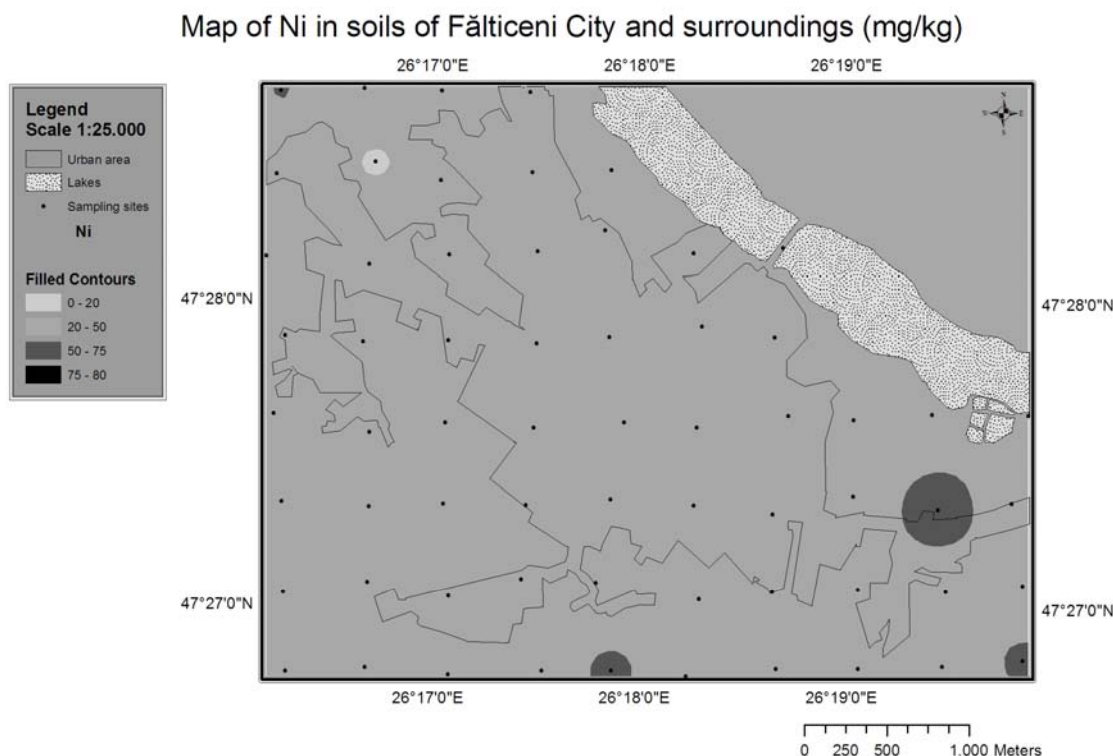 Map of Ni in soils of Fălticeni City and surroundings (mg/kg)
26°17'0"E 26°18'0"E 26°19'0"E
Legend
Scale 1:25.000
Urban area
Lakes
Sampling sites
Ni
Filled Contours
0 - 20
20 - 50
50 - 75
75 - 80
N
W E
S
47°28'0"N 47°28'0"N
47°27'0"N 47°27'0"N
26°17'0"E 26°18'0"E 26°19'0"E
0 250 500 1.000 Meters